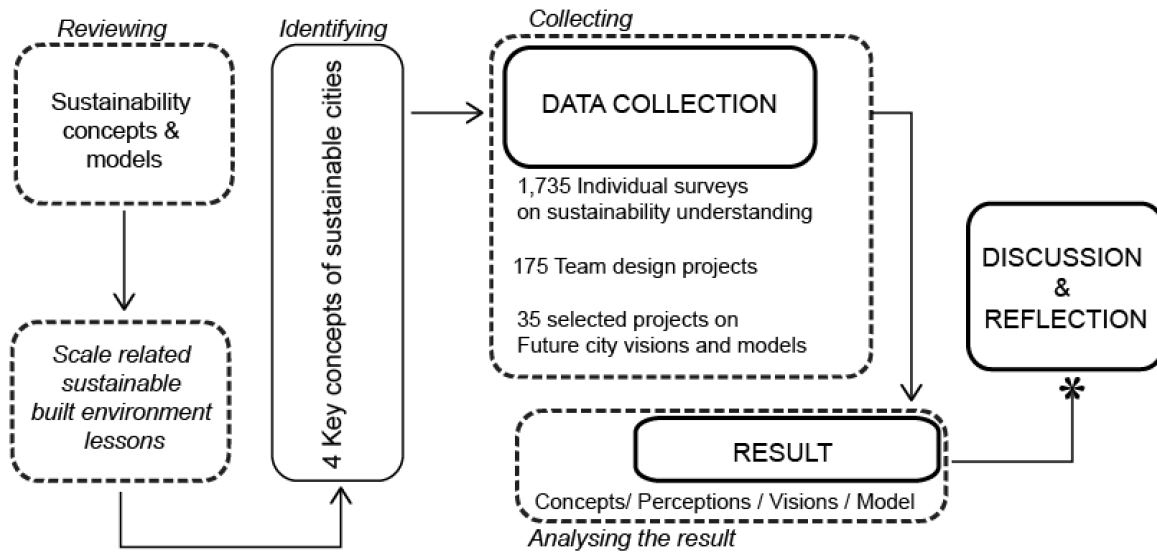 Reviewing
Sustainability
concepts &
models
Scale related
sustainable
built environment
lessons
Identifying
4 Key concepts of sustainable cities
Collecting
DATA COLLECTION
1,735 Individual surveys
on sustainability understanding
175 Team design projects
35 selected projects on
Future city visions and models
RESULT
Concepts/ Perceptions / Visions / Model
Analysing the result
DISCUSSION
&
REFLECTION
*